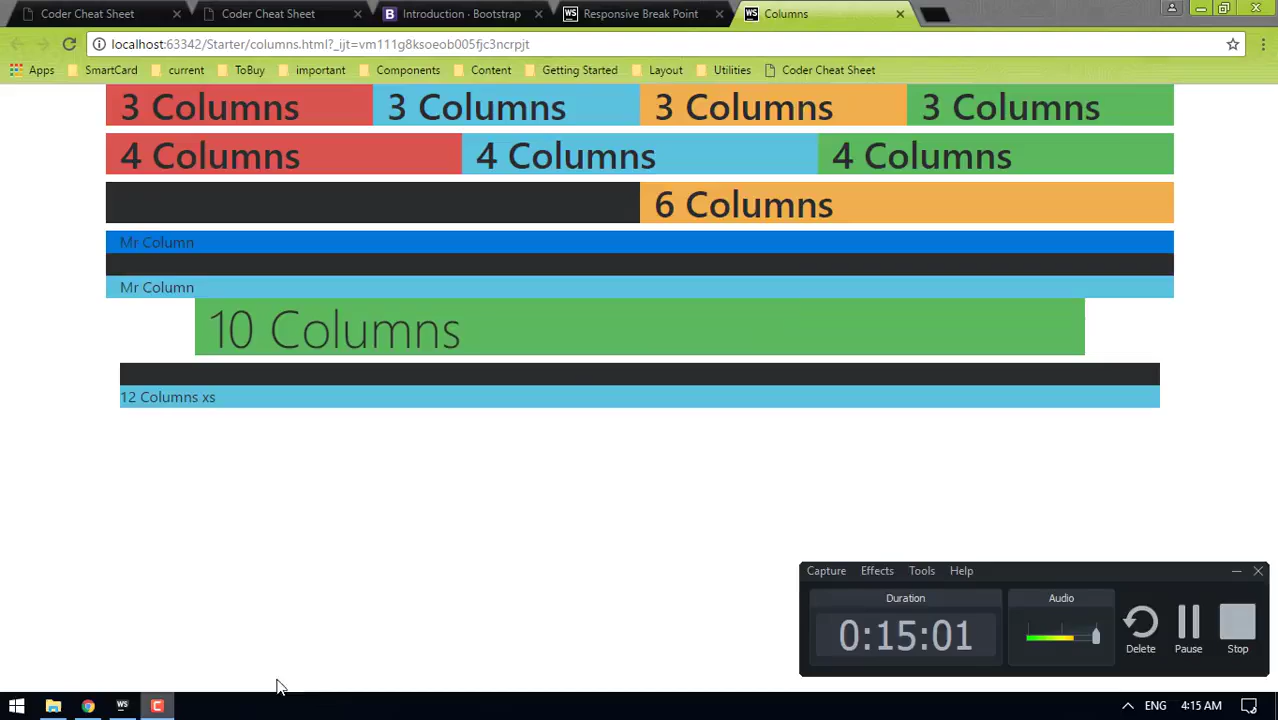 Coder Cheat Sheet
Coder Cheat Sheet
B Introduction · Bootstrap
WS Responsive Break Point
WS Columns
localhost:63342/Starter/columns.html?_ijt=vm111g8ksoeob005fjc3ncrpjt
Apps SmartCard current ToBuy important Components Content Getting Started Layout Utilities Coder Cheat Sheet
3 Columns 3 Columns 3 Columns 3 Columns
4 Columns 4 Columns 4 Columns
6 Columns
Mr Column
Mr Column
10 Columns
12 Columns xs
Capture Effects Tools Help
Duration
0:15:01
Audio
Delete Pause Stop
WS C
ENG 4:15 AM